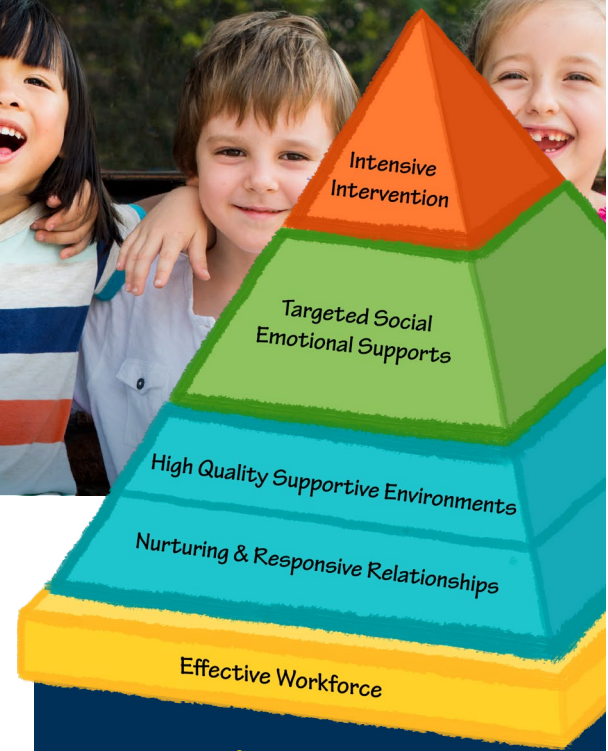 Intensive
Intervention
Targeted Social
Emotional Supports
High Quality Supportive Environments
Nurturing & Responsive Relationships
Effective Workforce